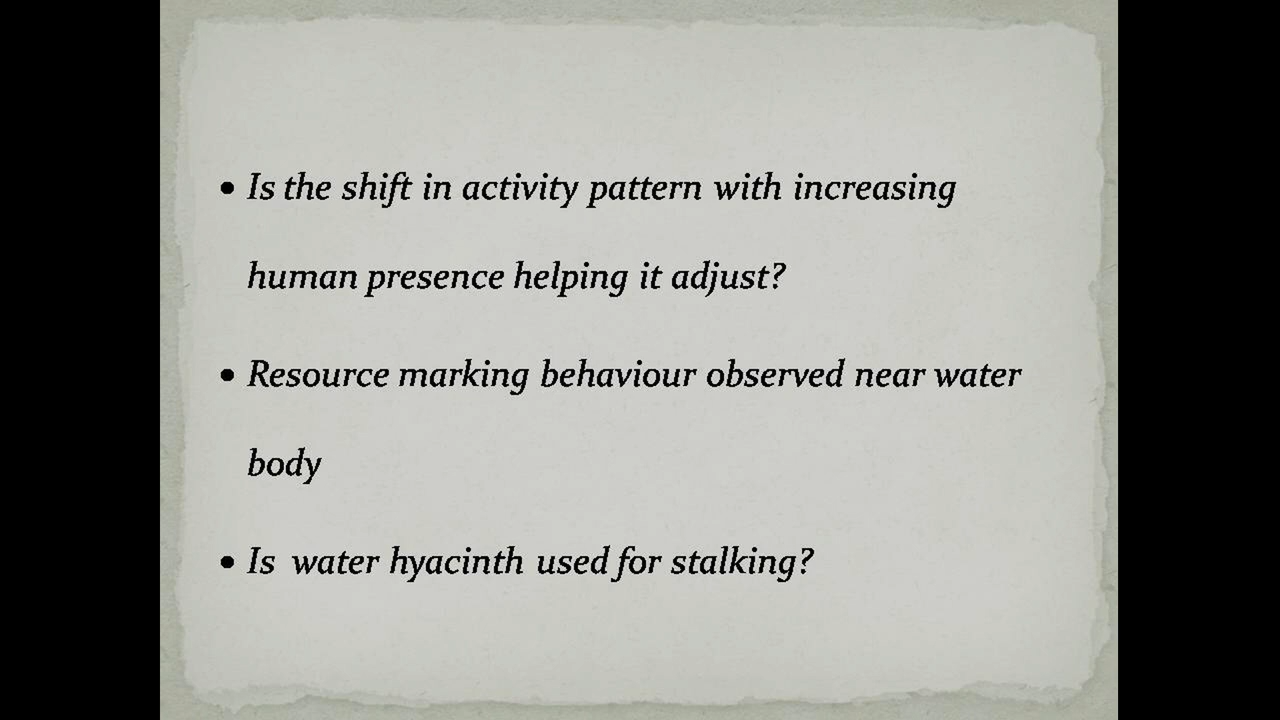 • Is the shift in activity pattern with increasing
human presence helping it adjust?
• Resource marking behaviour observed near water
body
• Is water hyacinth used for stalking?